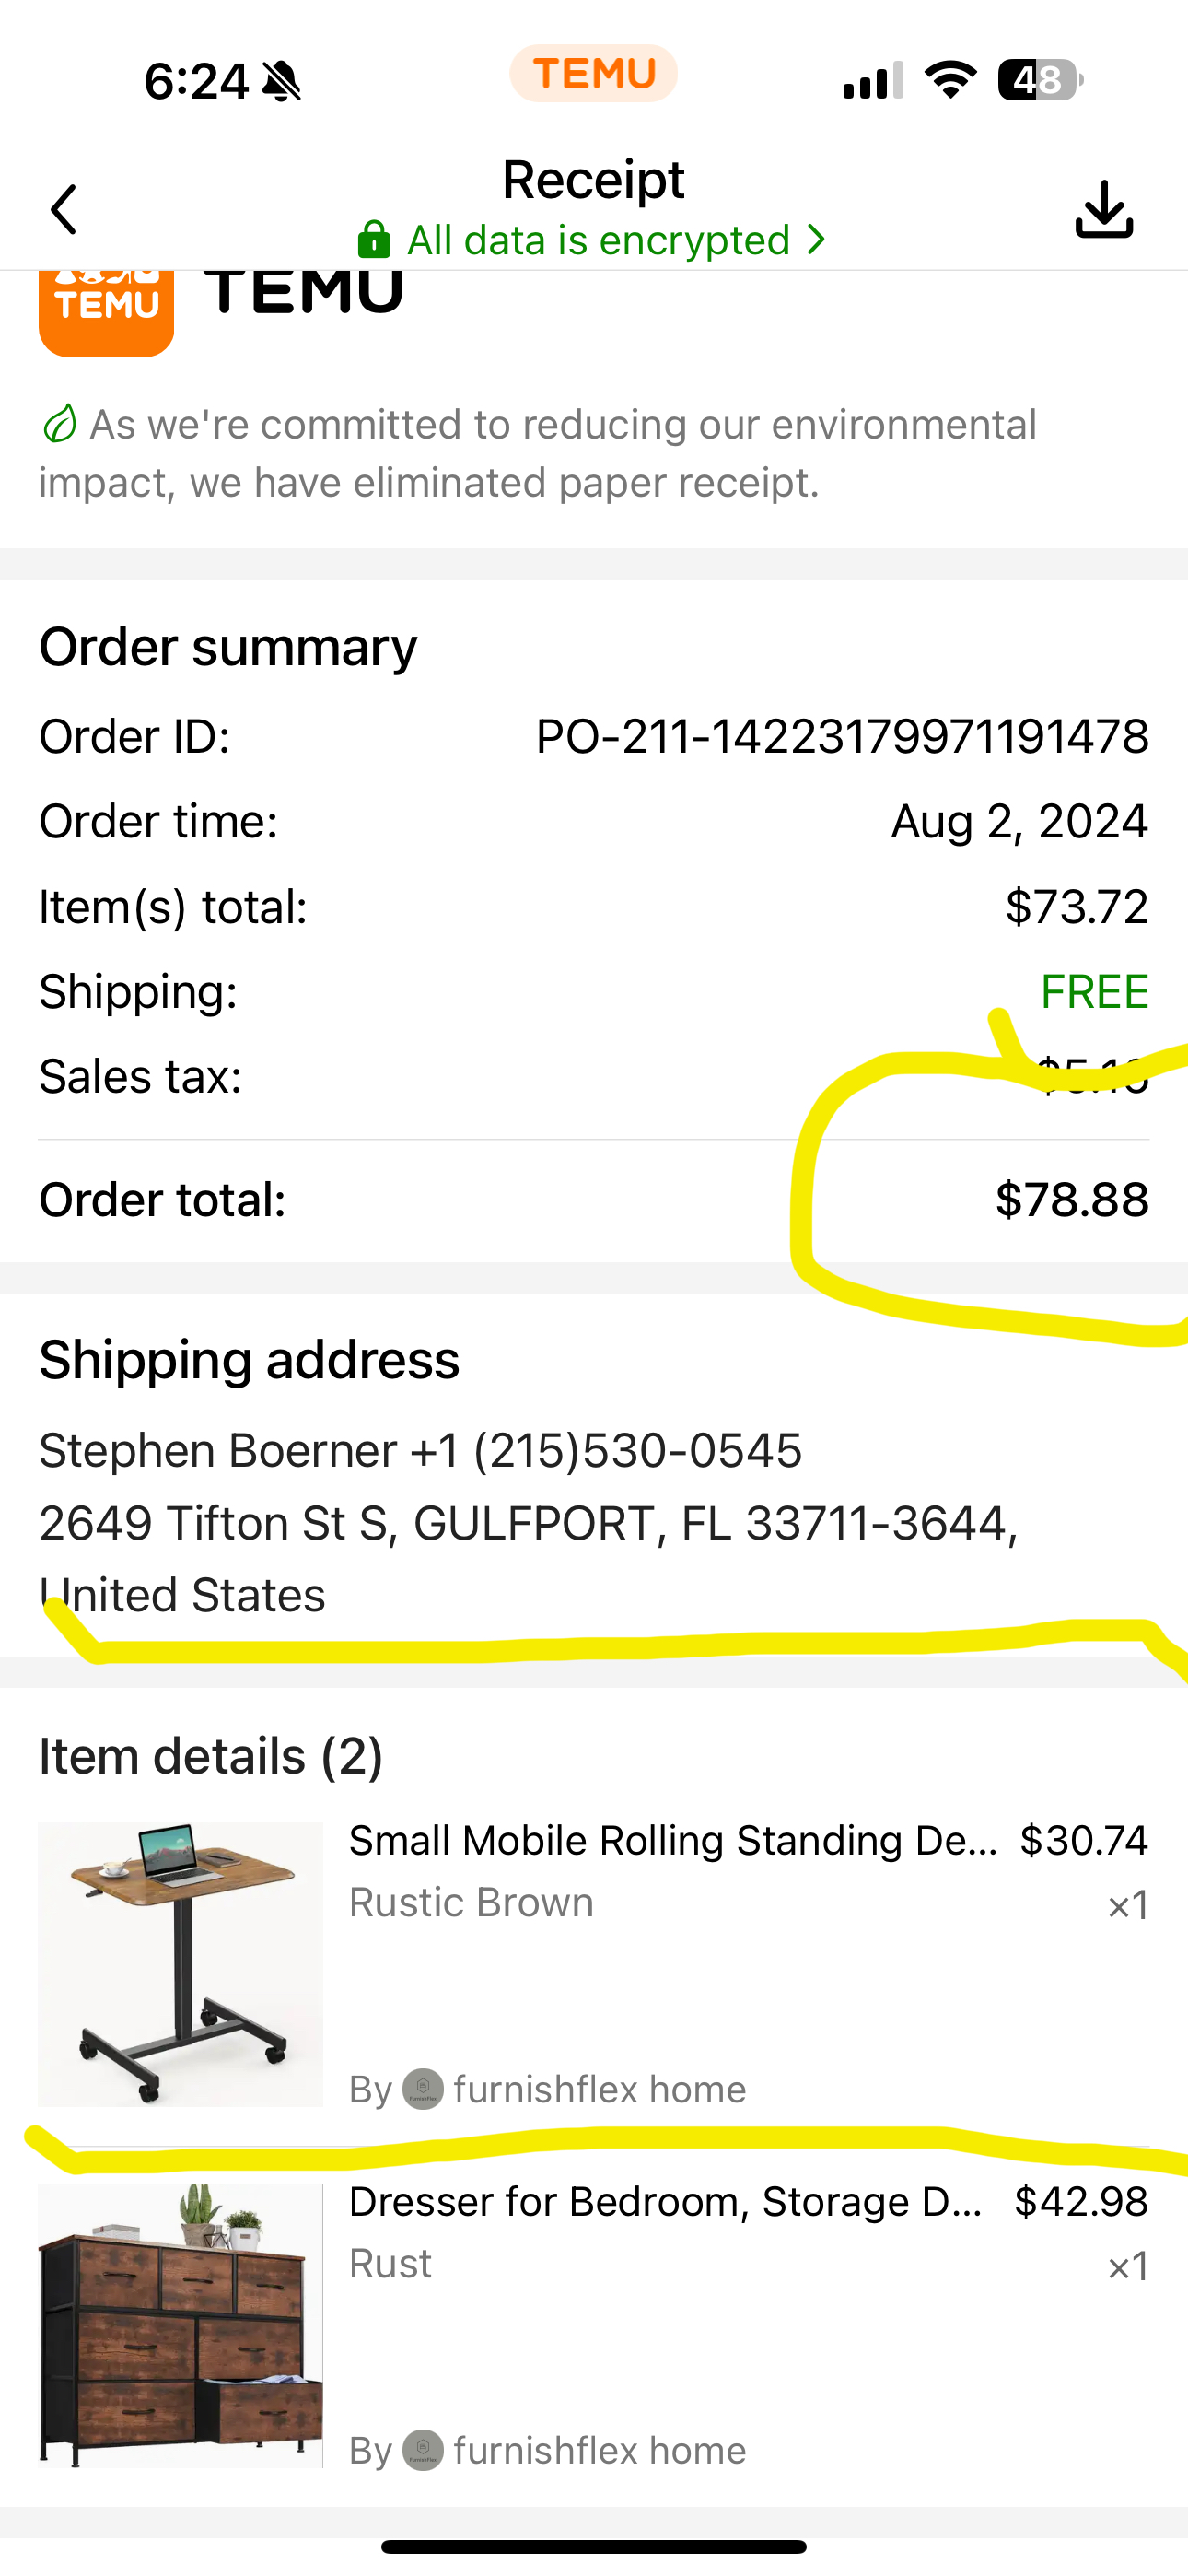 6:24 TEMU 48
Receipt
All data is encrypted
TEMU TEMU
As we're committed to reducing our environmental
impact, we have eliminated paper receipt.
Order summary
Order ID: PO-211-14223179971191478
Order time: Aug 2, 2024
Item(s) total: $73.72
Shipping: FREE
Sales tax: $5.16
Order total: $78.88
Shipping address
Stephen Boerner +1 (215)530-0545
2649 Tifton St S, GULFPORT, FL 33711-3644,
United States
Item details (2)
Small Mobile Rolling Standing De... $30.74
Rustic Brown ×1
By furnishflex home
Dresser for Bedroom, Storage D... $42.98
Rust ×1
By furnishflex home